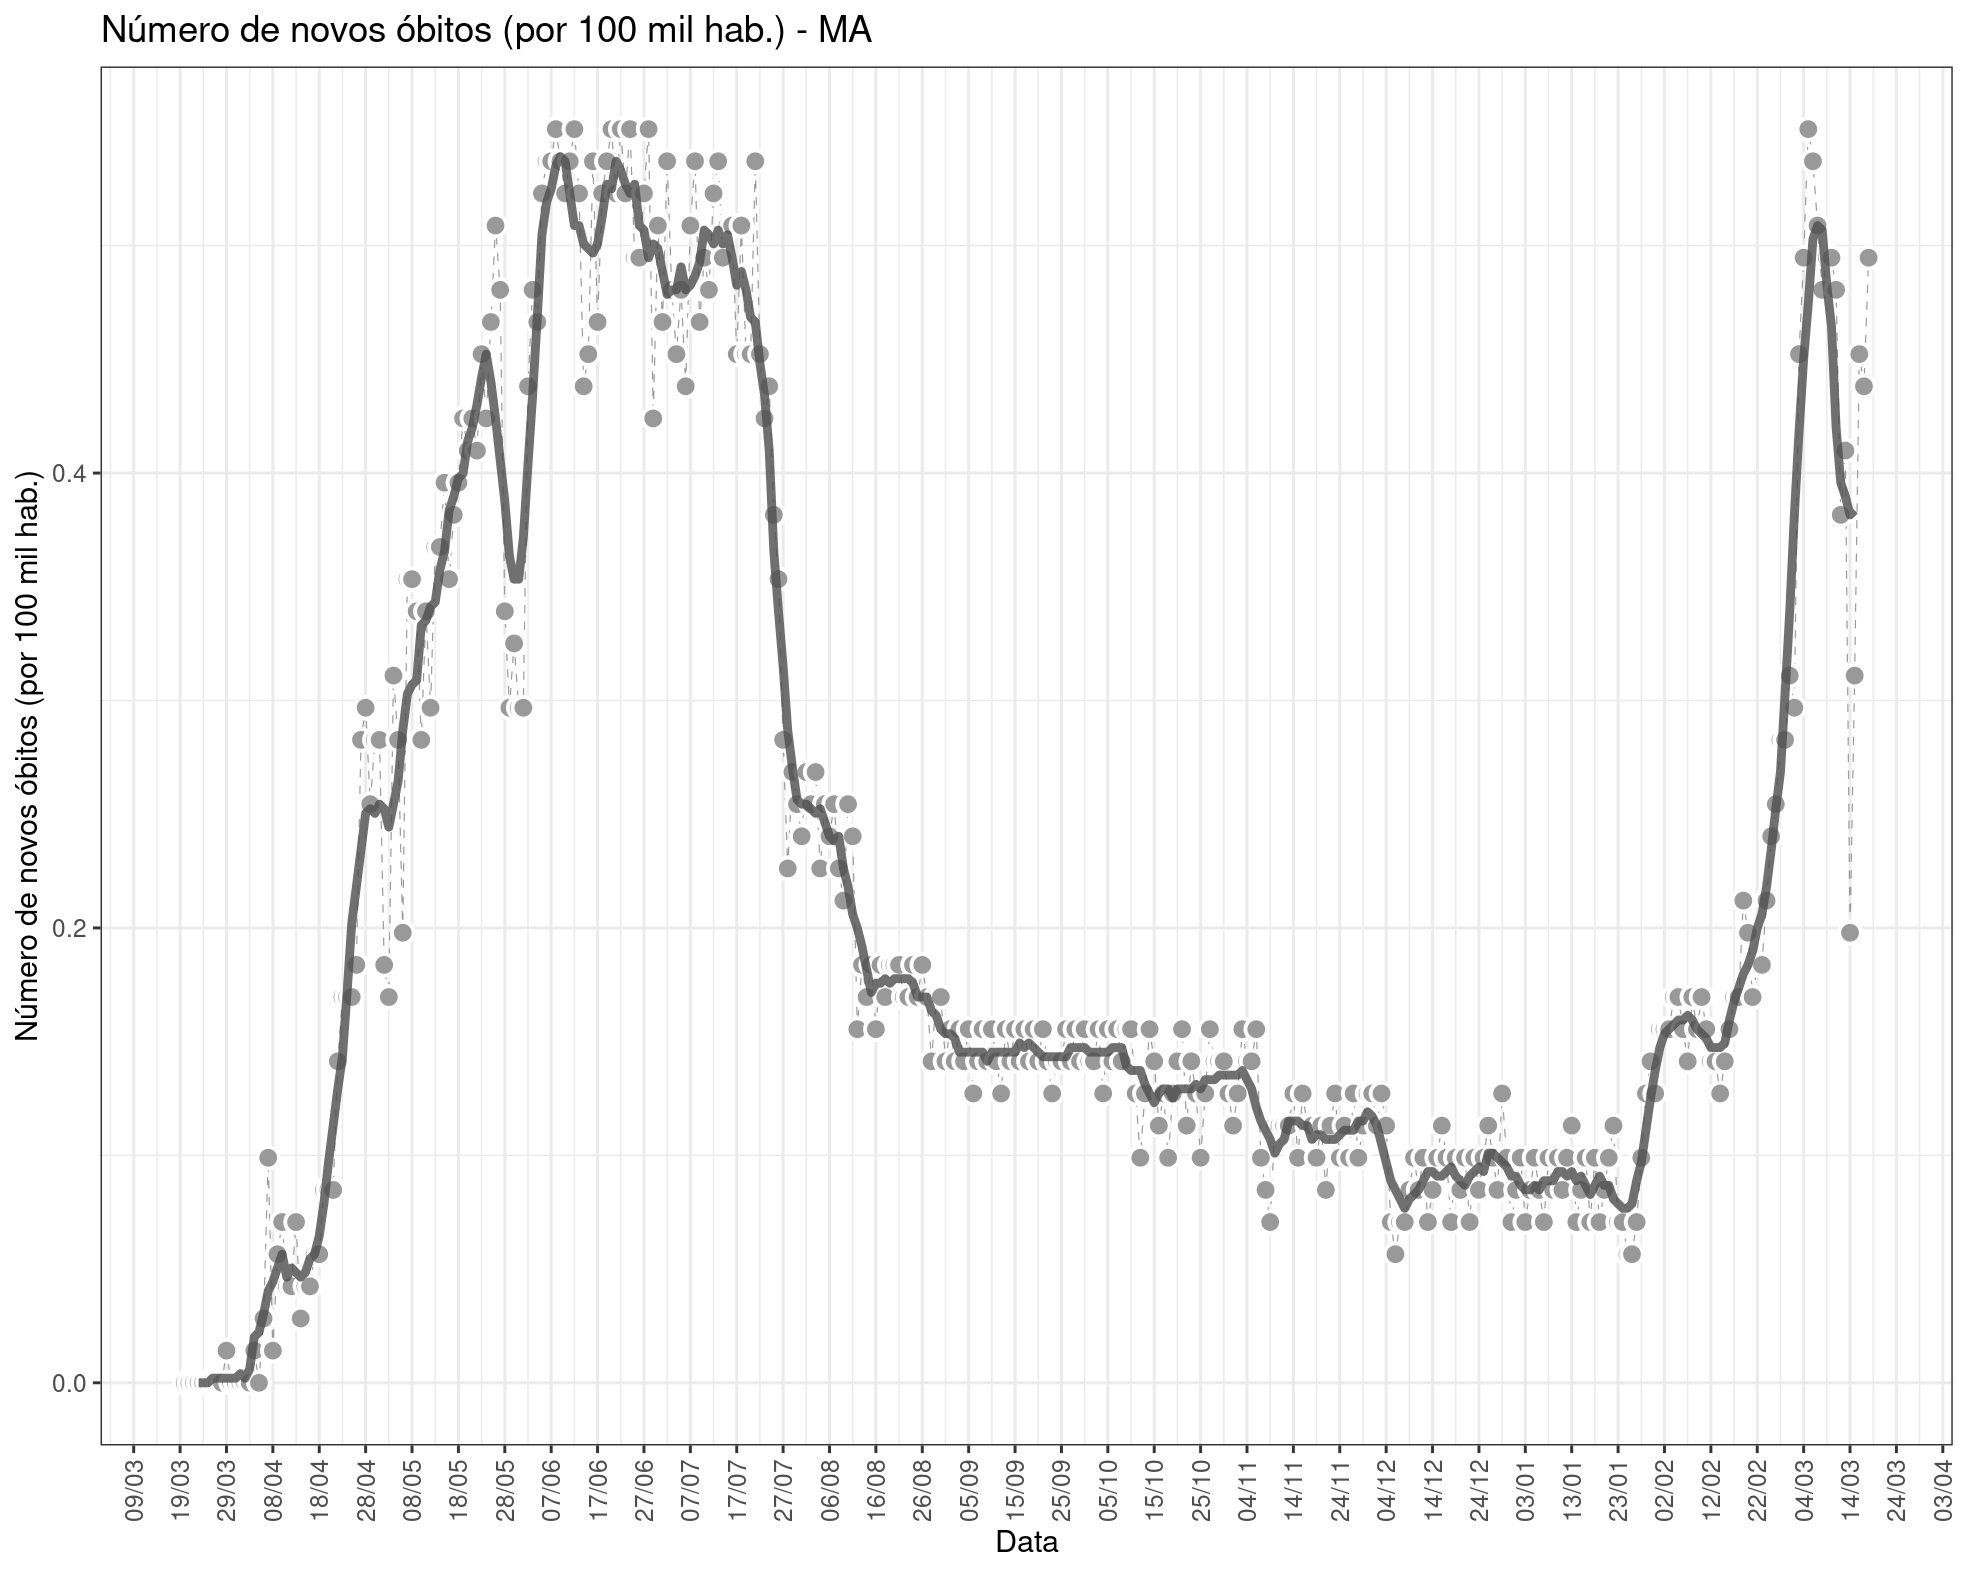 Número de novos óbitos (por 100 mil hab.) - MA
Número de novos óbitos (por 100 mil hab.)
0.4
0.2
0.0
09/03 19/03 29/03 08/04 18/04 28/04 08/05 18/05 28/05 07/06 17/06 27/06 07/07 17/07 27/07 06/08 16/08 26/08 05/09 15/09 25/09 05/10 15/10 25/10 04/11 14/11 24/11 04/12 14/12 24/12 03/01 13/01 23/01 02/02 12/02 22/02 04/03 14/03 24/03 03/04
Data